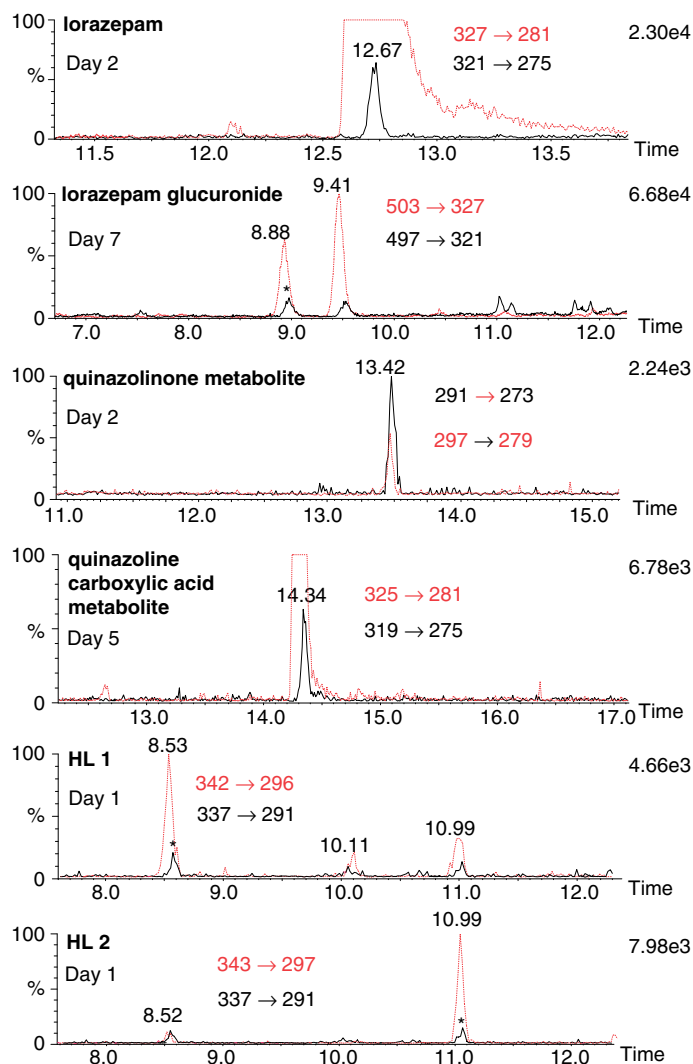 100
lorazepam
2.30e4
327 → 281
12.67
321 → 275
Day 2
%
0
11.5 12.0 12.5 13.0 13.5 Time
100
lorazepam glucuronide
9.41
6.68e4
503 → 327
8.88
497 → 321
Day 7
%
*
0
7.0 8.0 9.0 10.0 11.0 12.0 Time
100
quinazolinone metabolite
13.42
2.24e3
291 → 273
Day 2
%
297 → 279
0
11.0 12.0 13.0 14.0 15.0 Time
100
quinazoline
carboxylic acid
metabolite
6.78e3
14.34
325 → 281
319 → 275
Day 5
%
0
13.0 14.0 15.0 16.0 17.0 Time
100
HL 1
8.53
4.66e3
342 → 296
337 → 291
Day 1
%
*
10.11
10.99
0
8.0 9.0 10.0 11.0 12.0 Time
10.99
100
HL 2
7.98e3
343 → 297
337 → 291
Day 1
%
8.52
*
0
8.0 9.0 10.0 11.0 12.0 Time